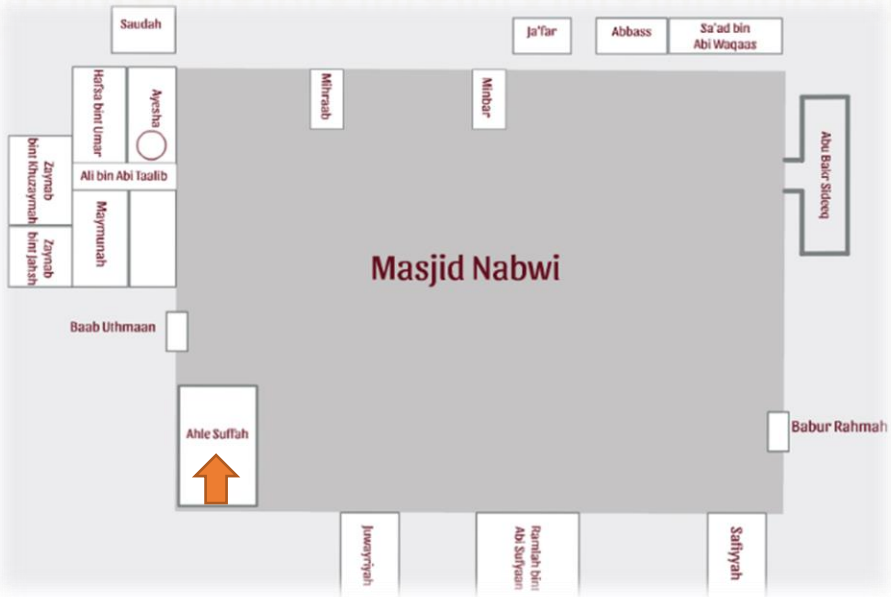 Saudah
Ja'far
Abbass
Sa'ad bin
Abi Waqaas
Hafsa bint Umar
Ayesha
Mihraab
Minbar
Abu Bakr Sideeq
Zaynab
bint Khuzaymah
Ali bin Abi Taalib
Zaynab
bint Jahsh
Maymunah
Masjid Nabwi
Baab Uthmaan
Ahle Suffah
Babur Rahmah
Juwayriyah
Ramlah bint
Abi Sufyaan
Safiyyah